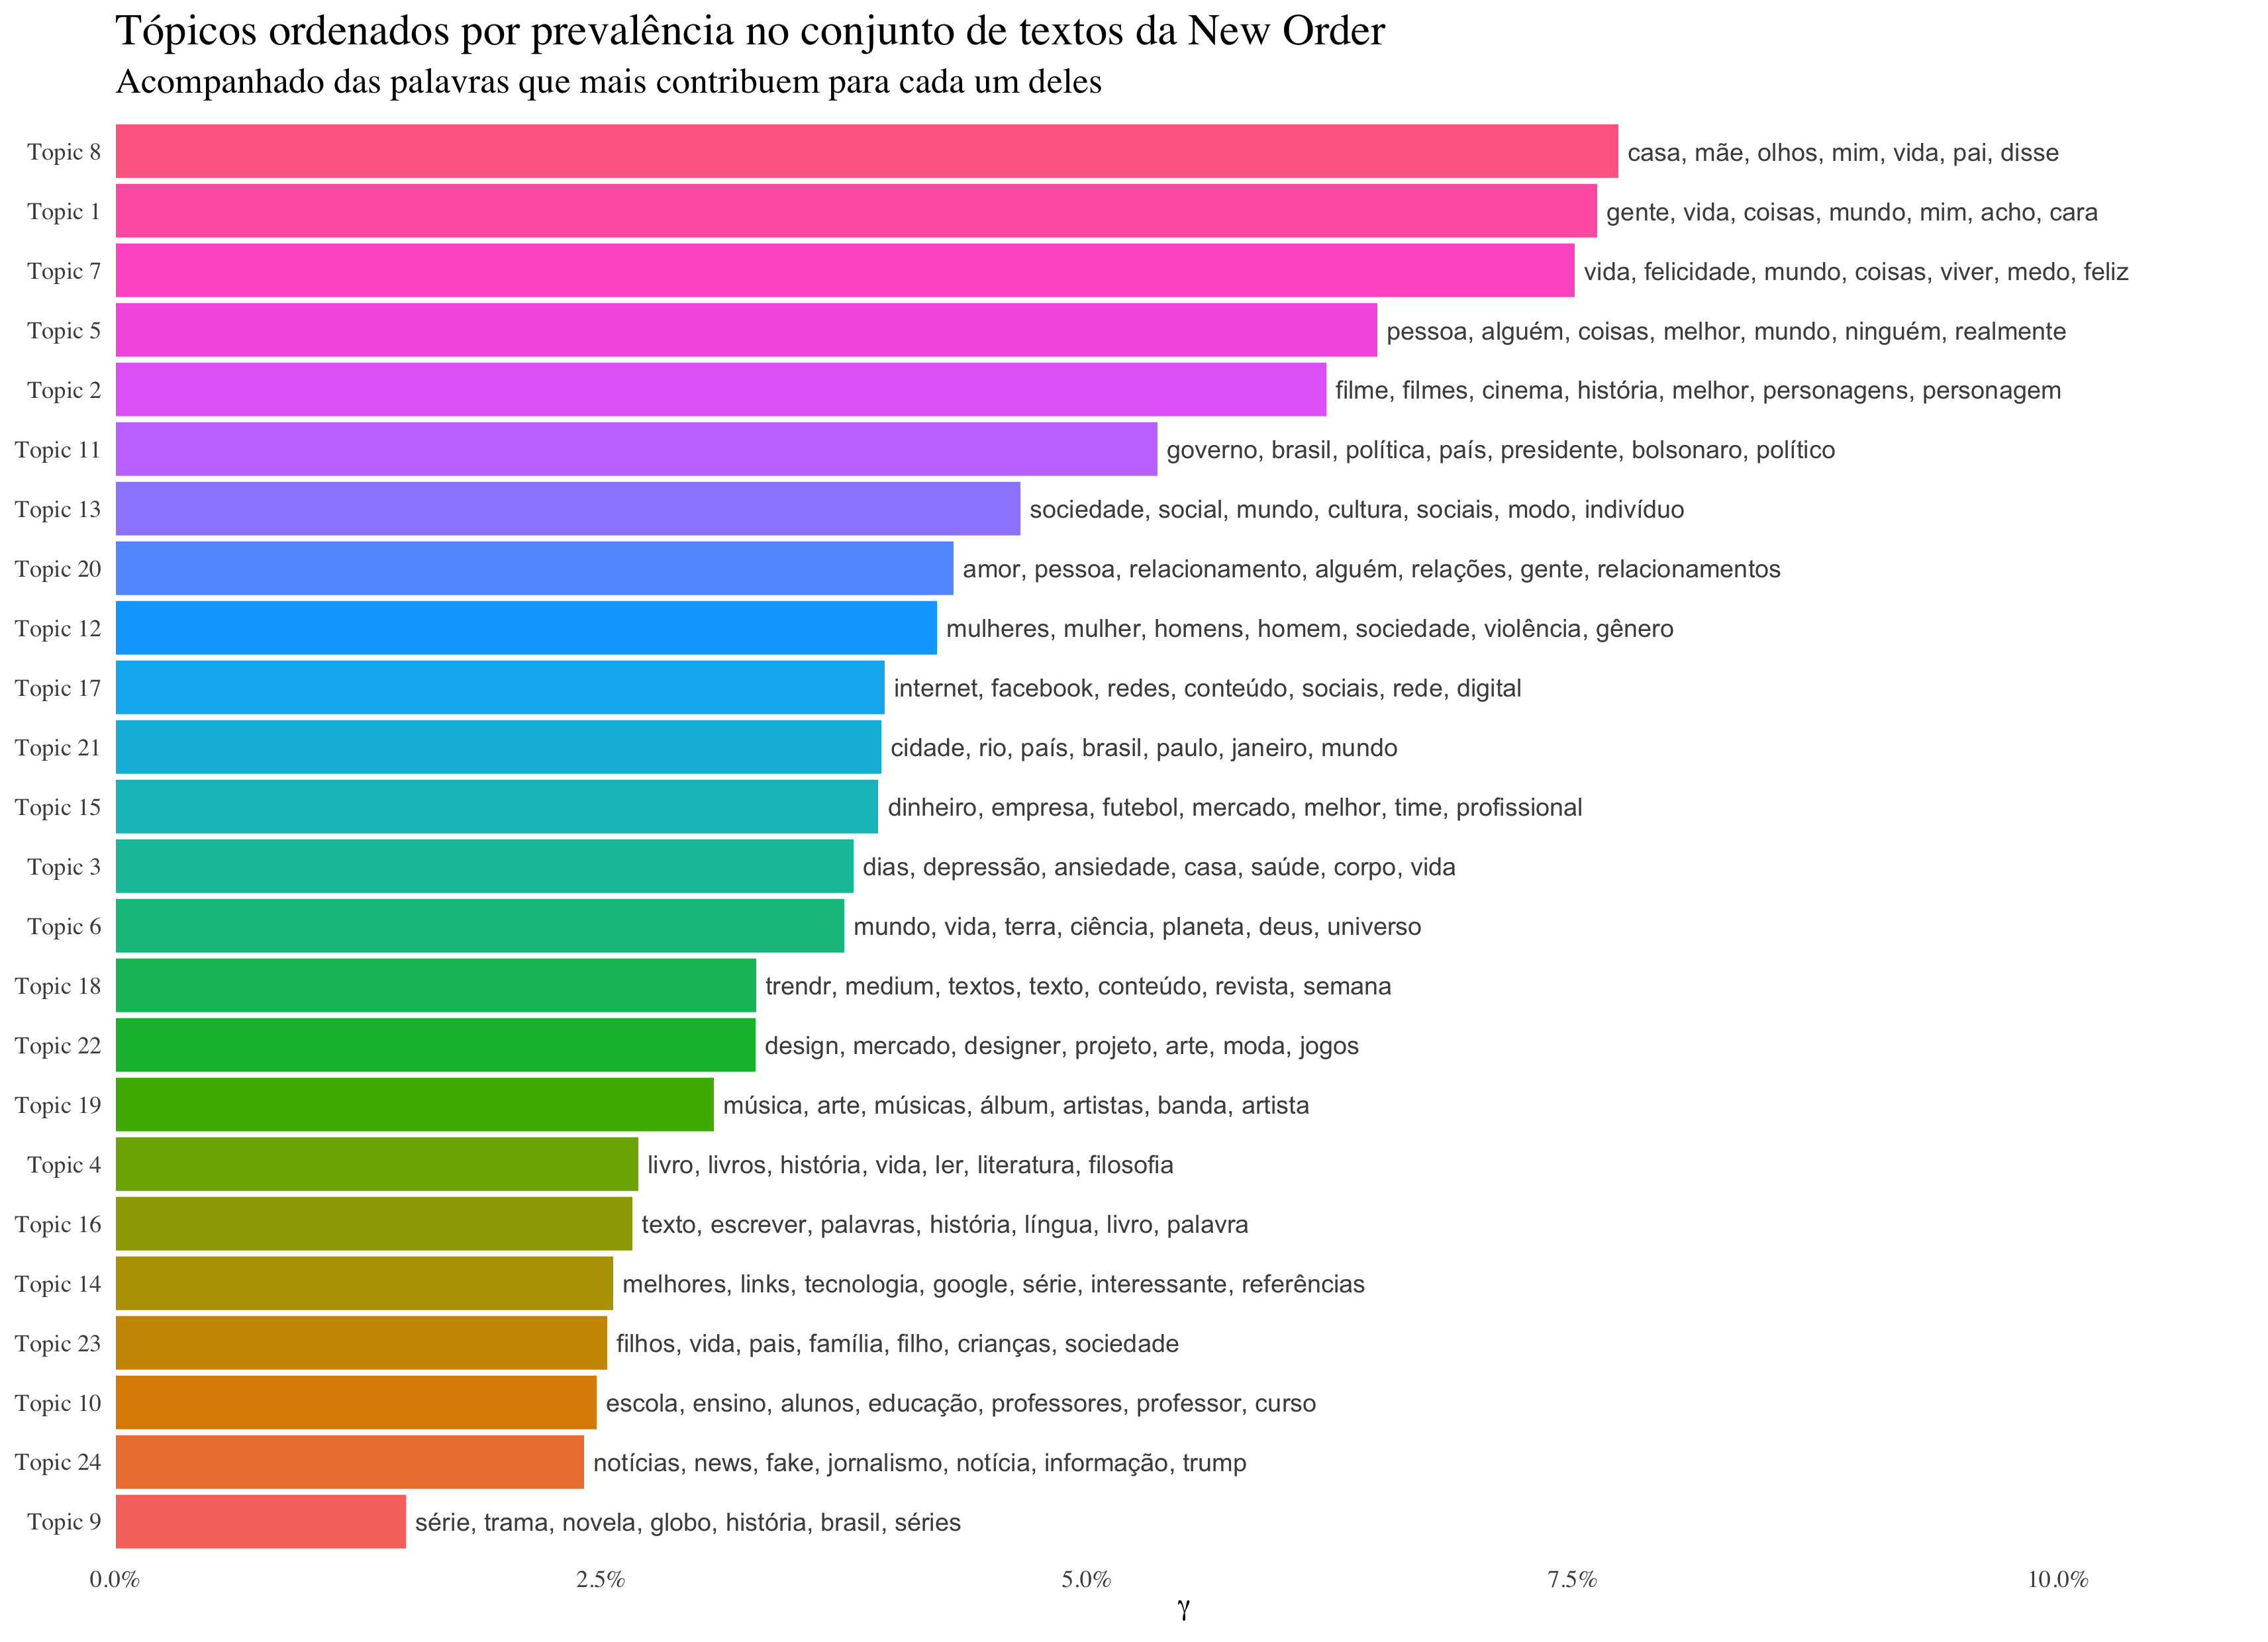 Tópicos ordenados por prevalência no conjunto de textos da New Order
Acompanhado das palavras que mais contribuem para cada um deles
Topic 8 casa, mãe, olhos, mim, vida, pai, disse
Topic 1 gente, vida, coisas, mundo, mim, acho, cara
Topic 7 vida, felicidade, mundo, coisas, viver, medo, feliz
Topic 5 pessoa, alguém, coisas, melhor, mundo, ninguém, realmente
Topic 2 filme, filmes, cinema, história, melhor, personagens, personagem
Topic 11 governo, brasil, política, país, presidente, bolsonaro, político
Topic 13 sociedade, social, mundo, cultura, sociais, modo, indivíduo
Topic 20 amor, pessoa, relacionamento, alguém, relações, gente, relacionamentos
Topic 12 mulheres, mulher, homens, homem, sociedade, violência, gênero
Topic 17 internet, facebook, redes, conteúdo, sociais, rede, digital
Topic 21 cidade, rio, país, brasil, paulo, janeiro, mundo
Topic 15 dinheiro, empresa, futebol, mercado, melhor, time, profissional
Topic 3 dias, depressão, ansiedade, casa, saúde, corpo, vida
Topic 6 mundo, vida, terra, ciência, planeta, deus, universo
Topic 18 trendr, medium, textos, texto, conteúdo, revista, semana
Topic 22 design, mercado, designer, projeto, arte, moda, jogos
Topic 19 música, arte, músicas, álbum, artistas, banda, artista
Topic 4 livro, livros, história, vida, ler, literatura, filosofia
Topic 16 texto, escrever, palavras, história, língua, livro, palavra
Topic 14 melhores, links, tecnologia, google, série, interessante, referências
Topic 23 filhos, vida, pais, família, filho, crianças, sociedade
Topic 10 escola, ensino, alunos, educação, professores, professor, curso
Topic 24 notícias, news, fake, jornalismo, notícia, informação, trump
Topic 9 série, trama, novela, globo, história, brasil, séries
0.0% 2.5% 5.0% 7.5% 10.0%
γ